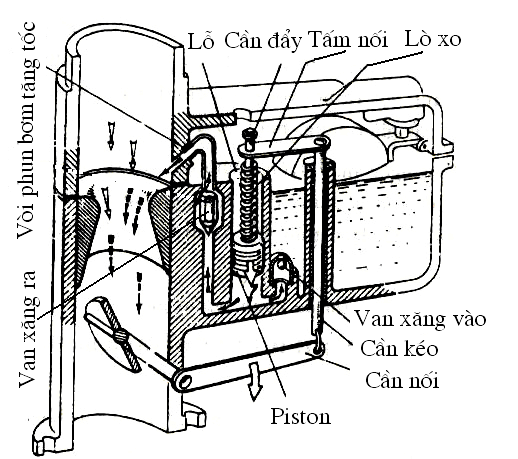 Lỗ Cần đẩy Tấm nối Lò xo
Vòi phun bơm tăng tốc
Van xăng ra
Van xăng vào
Cần kéo
Cần nối
Piston